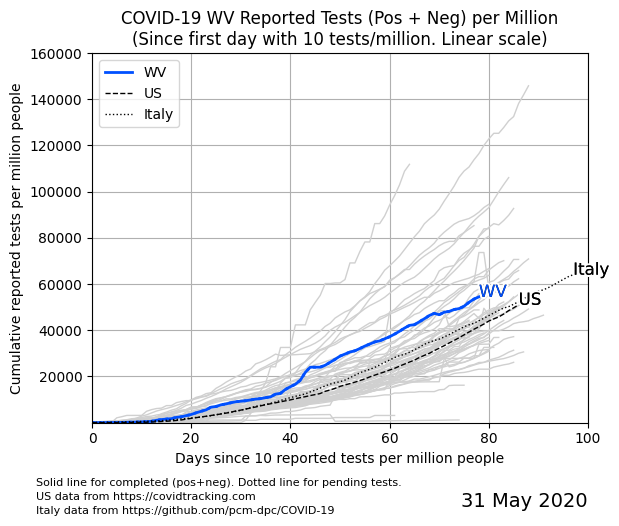 COVID-19 WV Reported Tests (Pos + Neg) per Million
(Since first day with 10 tests/million. Linear scale)
Cumulative reported tests per million people
160000
140000
120000
100000
80000
60000
40000
20000
WV
US
Italy
Italy
WV
US
0
20
40
60
80
100
Days since 10 reported tests per million people
Solid line for completed (pos+neg). Dotted line for pending tests.
US data from https://covidtracking.com
Italy data from https://github.com/pcm-dpc/COVID-19
31 May 2020